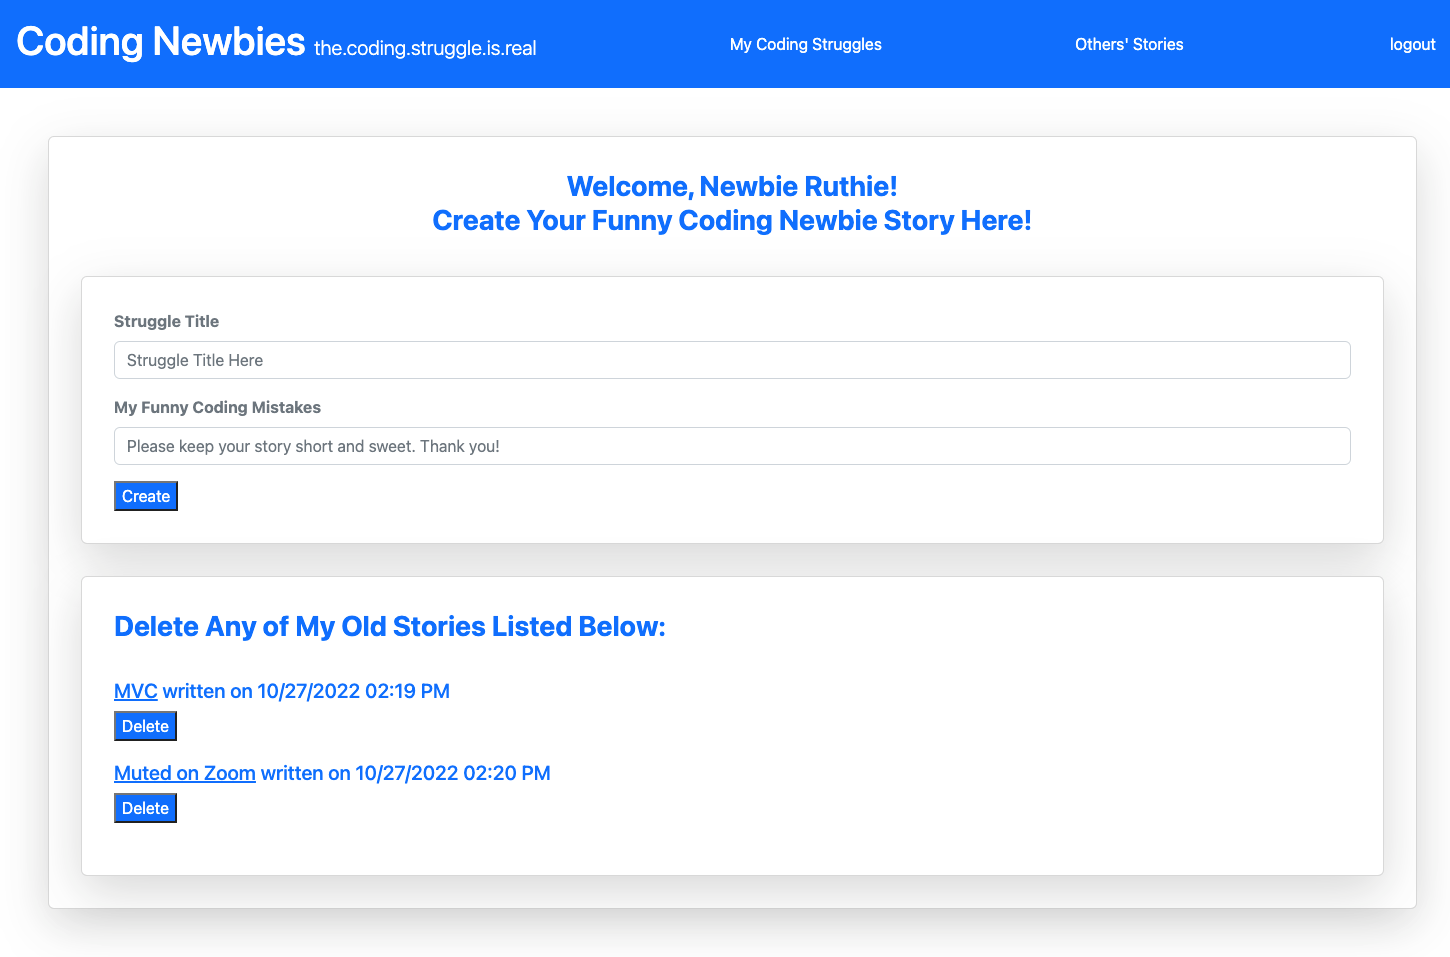 Coding Newbies the.coding.struggle.is.real My Coding Struggles Others' Stories logout
Welcome, Newbie Ruthie!
Create Your Funny Coding Newbie Story Here!
Struggle Title
Struggle Title Here
My Funny Coding Mistakes
Please keep your story short and sweet. Thank you!
Create
Delete Any of My Old Stories Listed Below:
MVC written on 10/27/2022 02:19 PM
Delete
Muted on Zoom written on 10/27/2022 02:20 PM
Delete